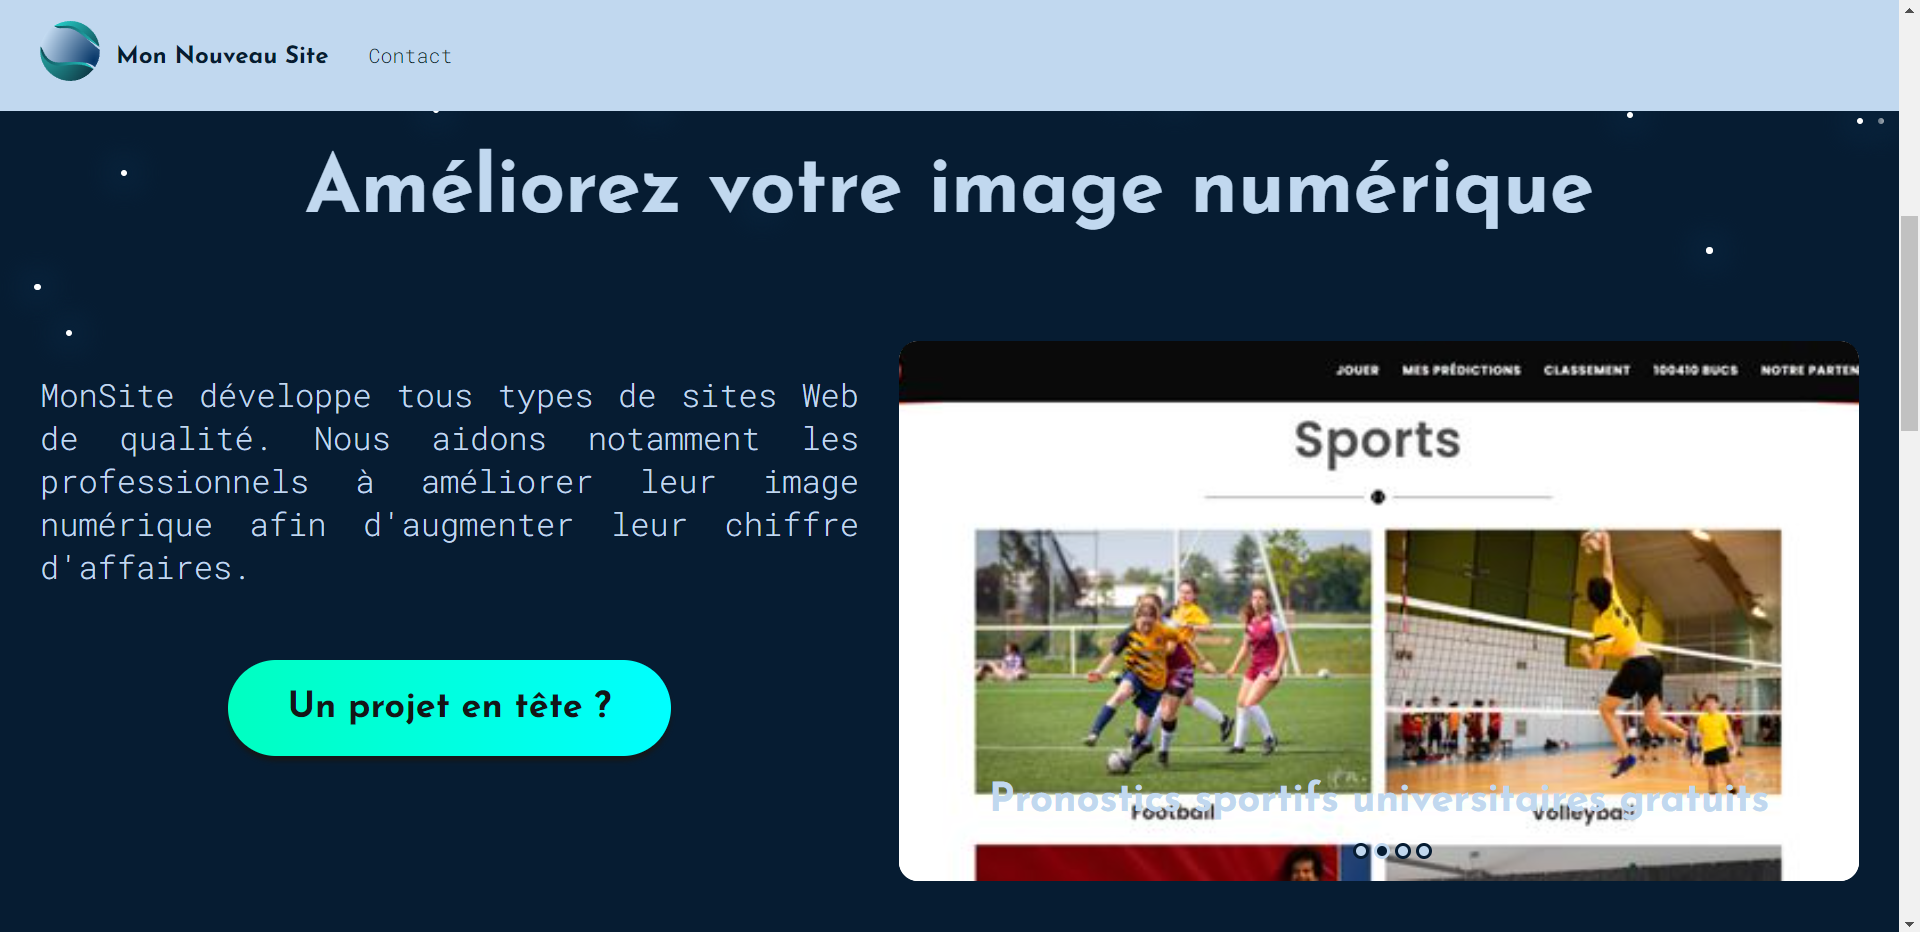 Mon Nouveau Site
Contact
Améliorez votre image numérique
MonSite développe tous types de sites Web
de qualité. Nous aidons notamment les
professionnels à améliorer leur image
numérique afin d'augmenter leur chiffre
d'affaires.
Un projet en tête ?
JOUER MES PRÉDICTIONS CLASSEMENT 100410 BUCS NOTRE PARTEN
Sports
Pronostics sportifs universitaires gratuits
Football
Volleyball